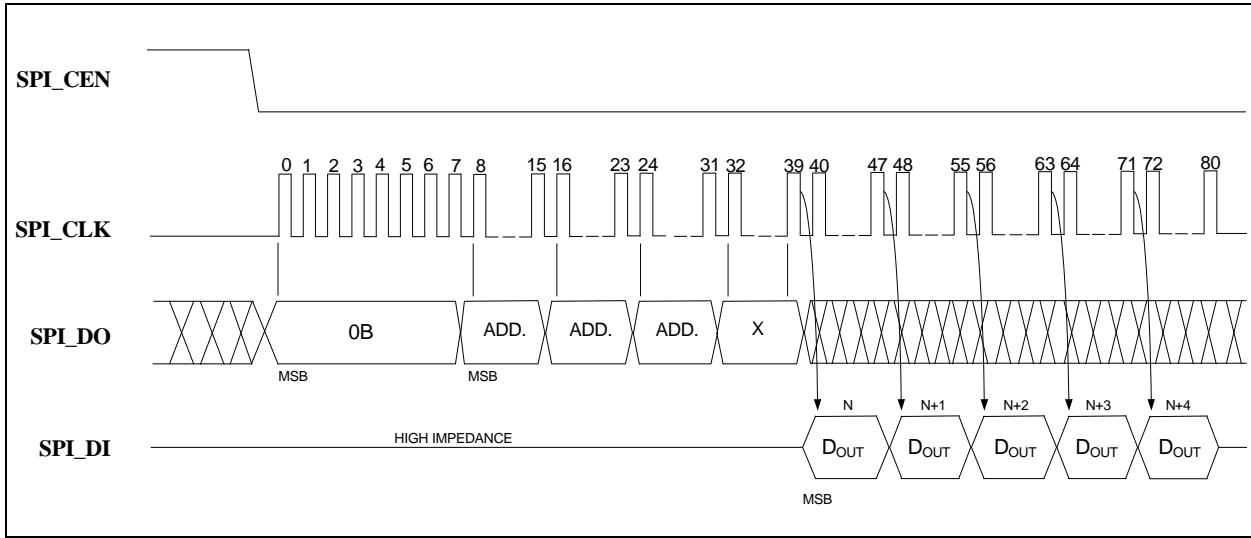 SPI_CEN
0 1 2 3 4 5 6 7 8 15 16 23 24 31 32 39 40 47 48 55 56 63 64 71 72 80
SPI_CLK
SPI_DO
0B ADD. ADD. ADD. X
MSB MSB
N N+1 N+2 N+3 N+4
HIGH IMPEDANCE
SPI_DI
DOUT DOUT DOUT DOUT DOUT
MSB